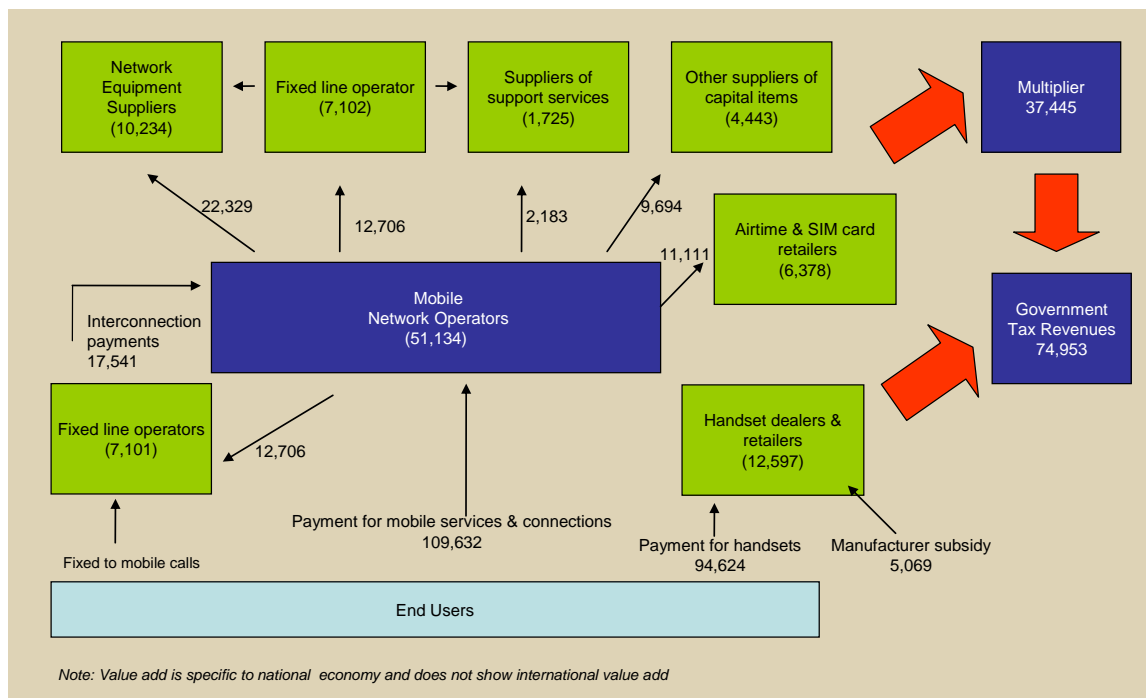 Network
Equipment
Suppliers
(10,234)
Fixed line operator
(7,102)
Suppliers of
support services
(1,725)
Other suppliers of
capital items
(4,443)
Multiplier
37,445
22,329
12,706
2,183
9,694
11,111
Airtime & SIM card
retailers
(6,378)
Mobile
Network Operators
(51,134)
Government
Tax Revenues
74,953
Interconnection
payments
17,541
Fixed line operators
(7,101)
12,706
Handset dealers &
retailers
(12,597)
Payment for mobile services & connections
109,632
Payment for handsets
94,624
Manufacturer subsidy
5,069
Fixed to mobile calls
End Users
Note: Value add is specific to national economy and does not show international value add